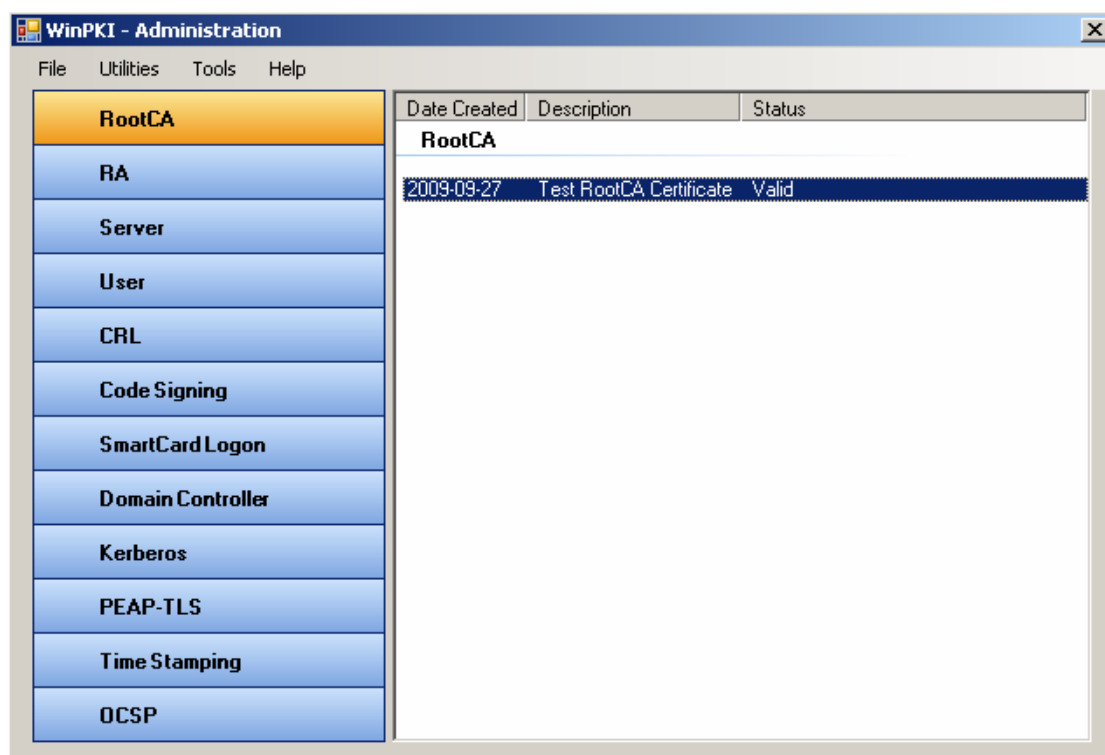 WinPKI - Administration
File Utilities Tools Help
RootCA
RA
Server
User
CRL
Code Signing
SmartCard Logon
Domain Controller
Kerberos
PEAP-TLS
Time Stamping
OCSP
Date Created Description Status
RootCA
2009-09-27 Test RootCA Certificate Valid